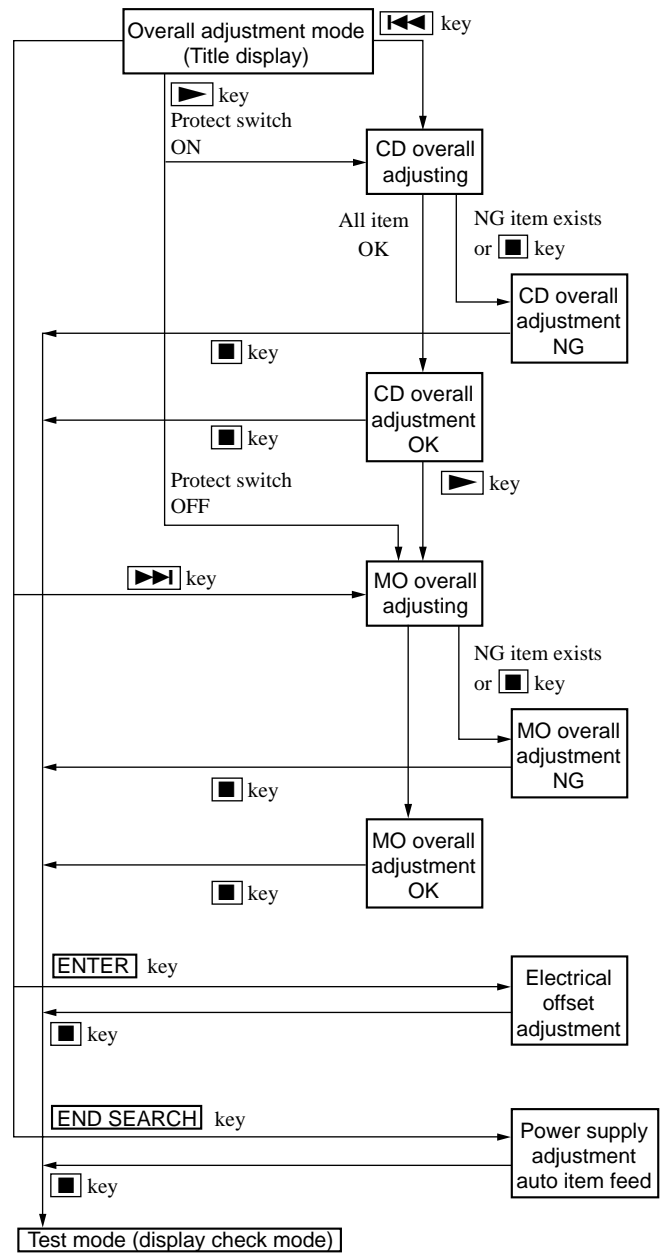 Overall adjustment mode
(Title display)
key
key
Protect switch
ON
CD overall
adjusting
All item
OK
NG item exists
or key
CD overall
adjustment
NG
key
CD overall
adjustment
OK
key
key
Protect switch
OFF
key
MO overall
adjusting
NG item exists
or key
MO overall
adjustment
NG
key
MO overall
adjustment
OK
key
ENTER key
Electrical
offset
adjustment
key
END SEARCH key
Power supply
adjustment
auto item feed
key
Test mode (display check mode)